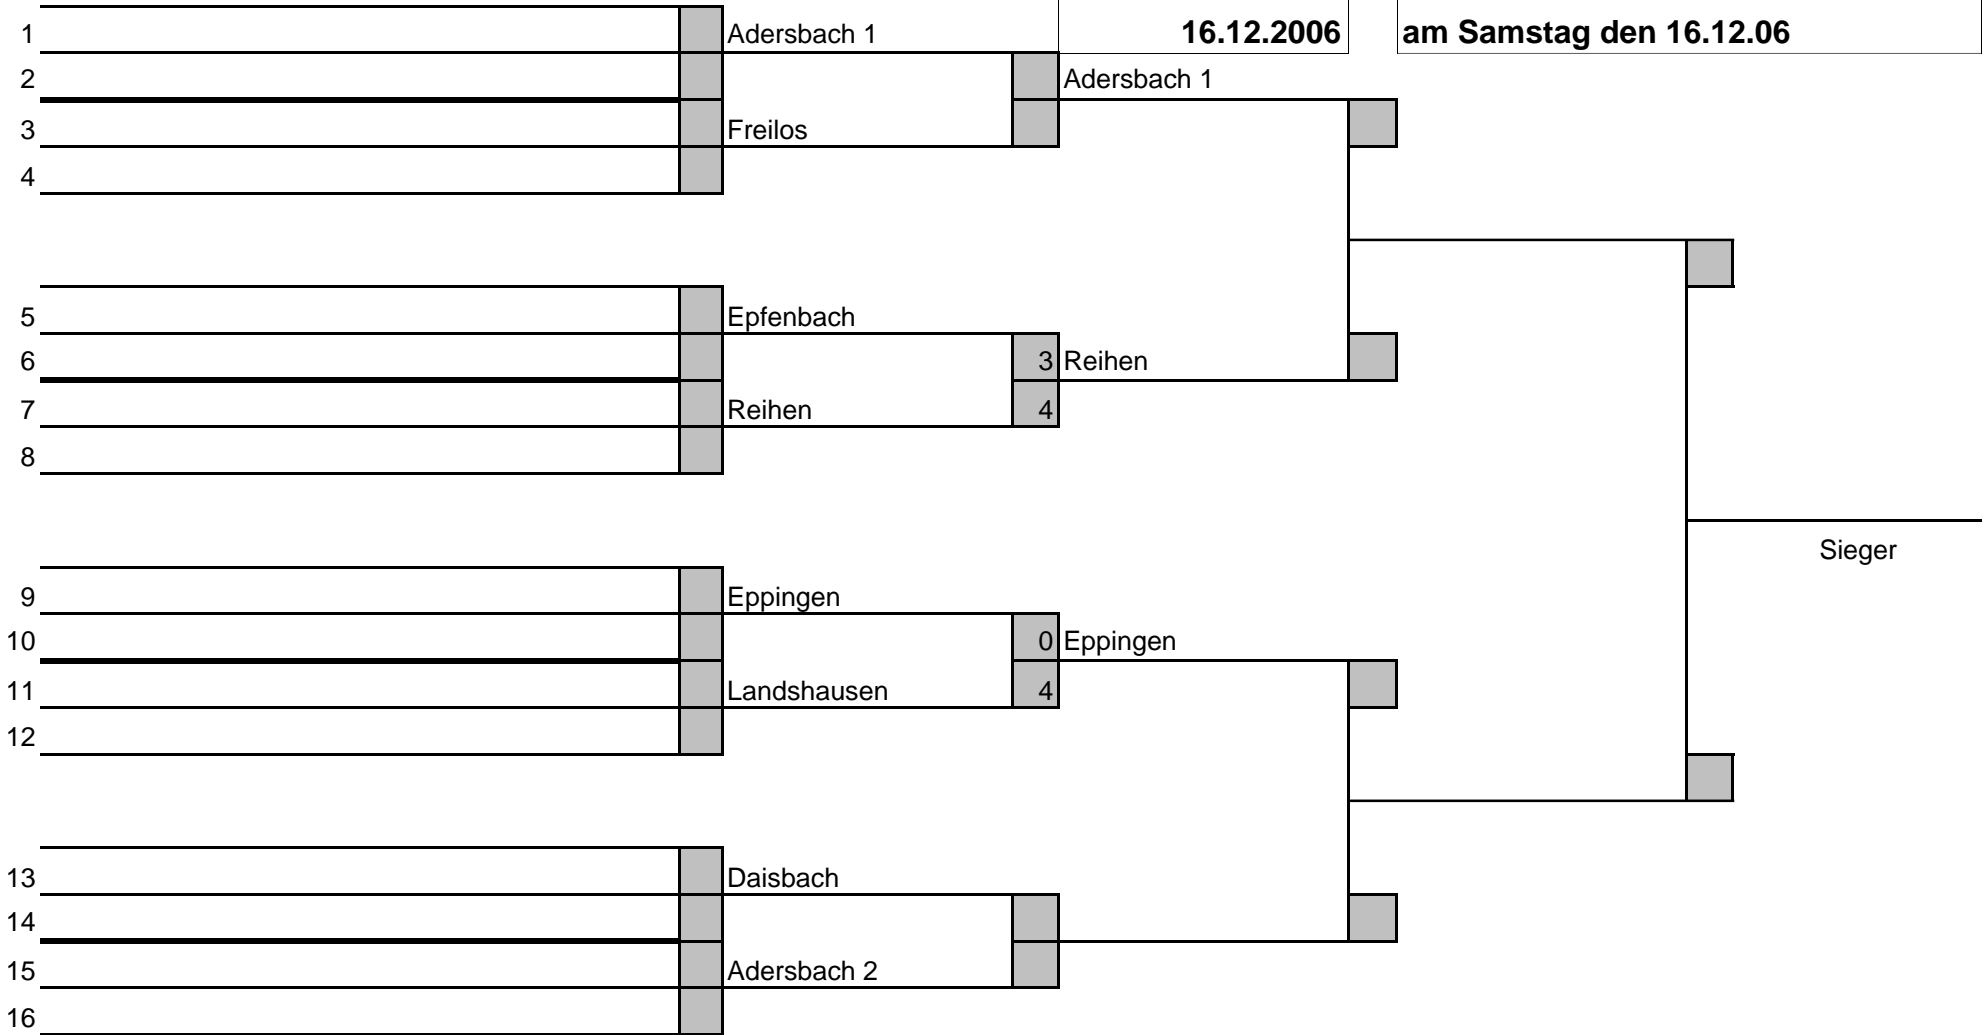 1 Adersbach 1 16.12.2006 am Samstag den 16.12.06
2 Adersbach 1
3 Freilos
4
5 Epfenbach
6 3 Reihen
7 Reihen 4
8
Sieger
9 Eppingen
10 0 Eppingen
11 Landshausen 4
12
13 Daisbach
14
15 Adersbach 2
16